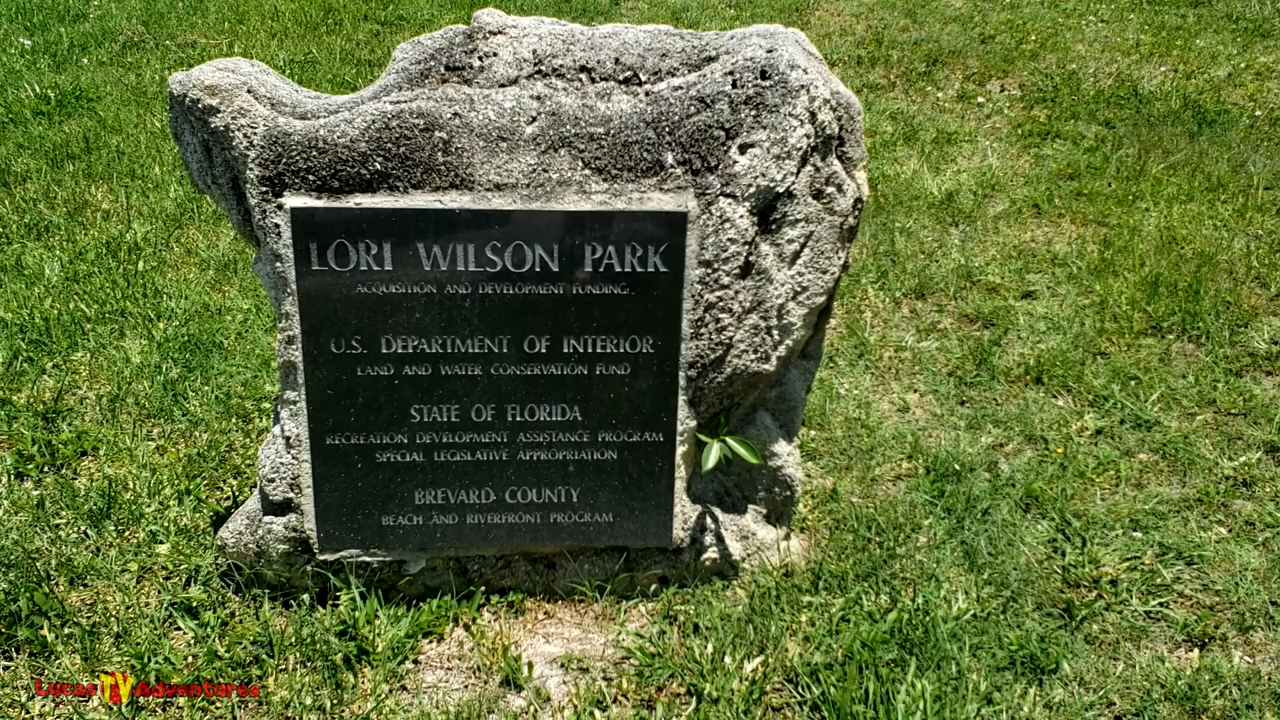 LORI WILSON PARK
ACQUISITION AND DEVELOPMENT FUNDING:
U.S. DEPARTMENT OF INTERIOR
LAND AND WATER CONSERVATION FUND
STATE OF FLORIDA
RECREATION DEVELOPMENT ASSISTANCE PROGRAM
SPECIAL LEGISLATIVE APPROPRIATION
BREVARD COUNTY
BEACH AND RIVERFRONT PROGRAM
Lucas TV Adventures